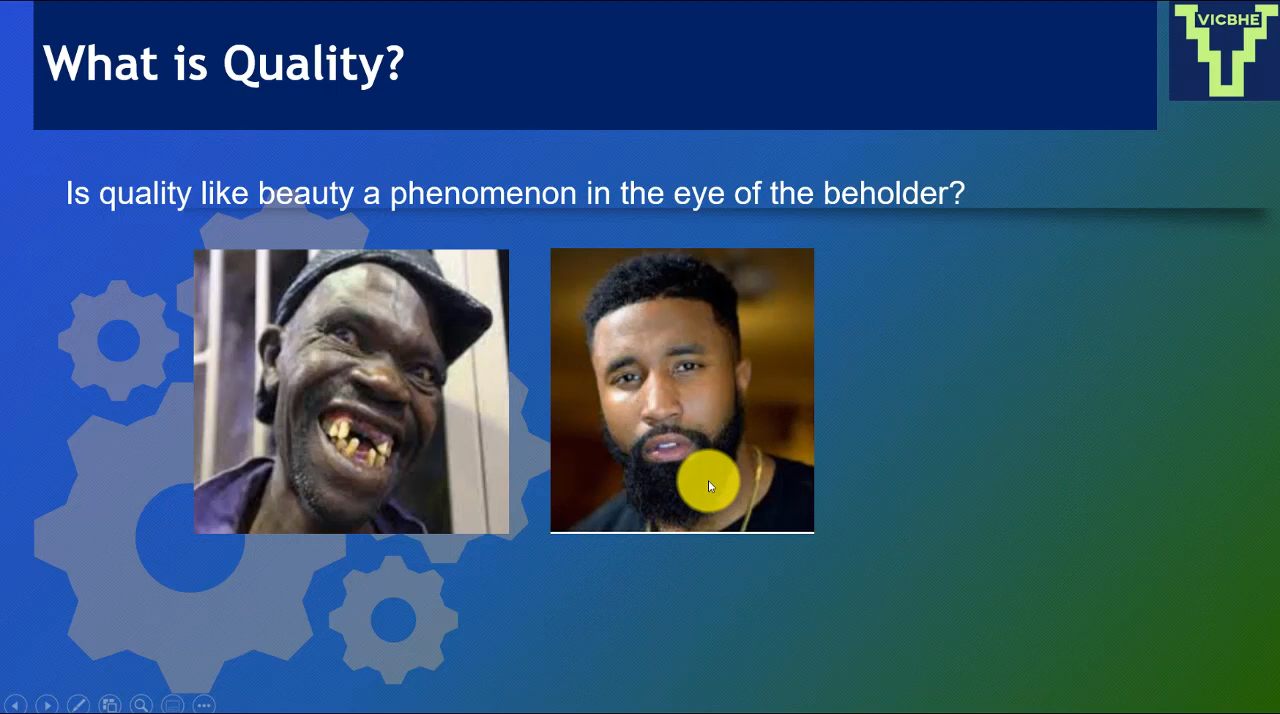 What is Quality?
VICBHE
Is quality like beauty a phenomenon in the eye of the beholder?